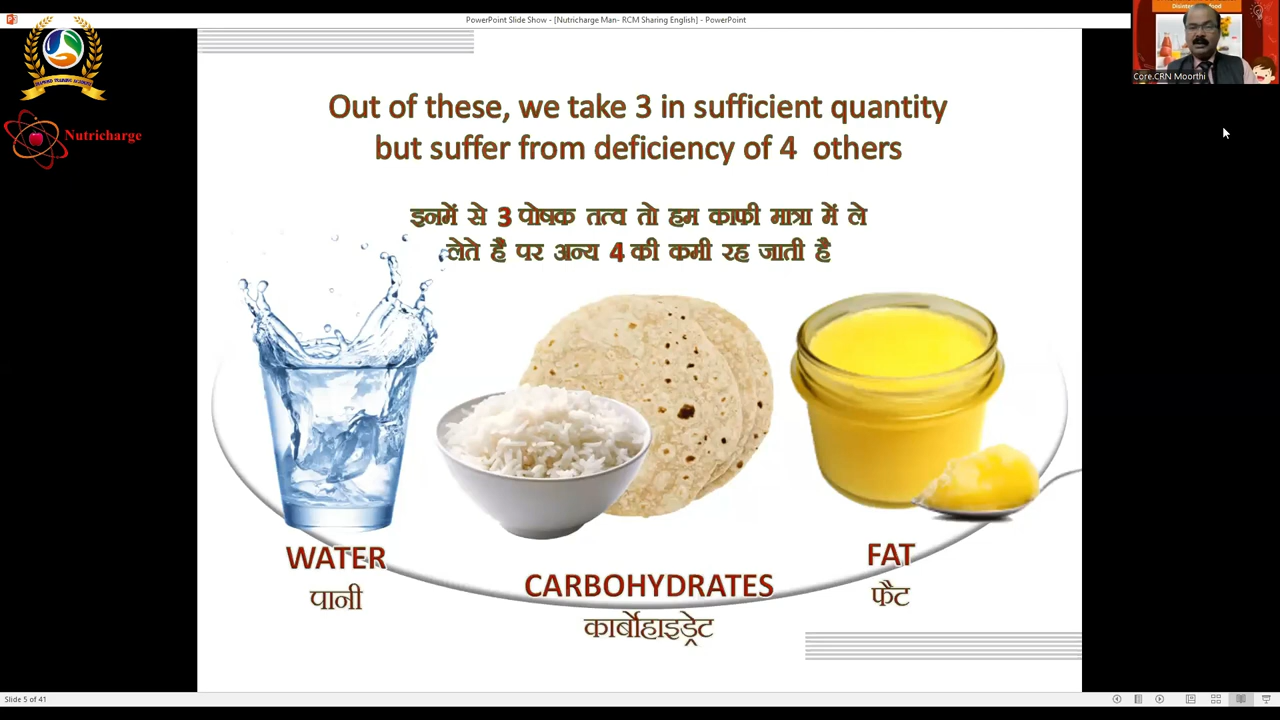 PowerPoint Slide Show - [Nutricharge Man- RCM Sharing English] - PowerPoint
Nutricharge
Core.CRN Moorthi
Out of these, we take 3 in sufficient quantity
but suffer from deficiency of 4 others
इनमें से 3 पोषक तत्व तो हम काफी मात्रा में ले
लेते हैं पर अन्य 4 की कमी रह जाती है
WATER
पानी
CARBOHYDRATES
कार्बोहाइड्रेट
FAT
फैट
Slide 5 of 41